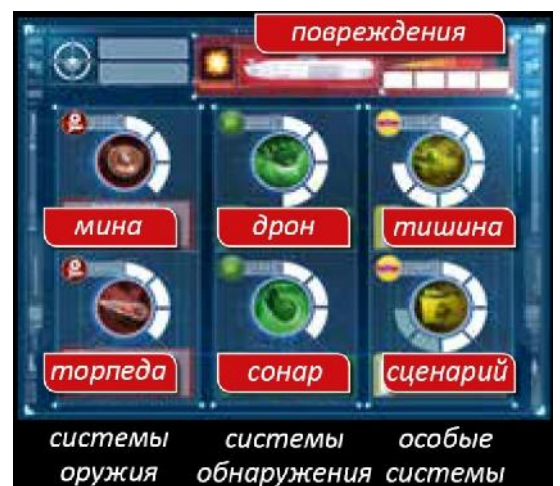 повреждения
мина
дрон
тишина
торпеда
сонар
сценарий
системы оружия
системы обнаружения
особые системы